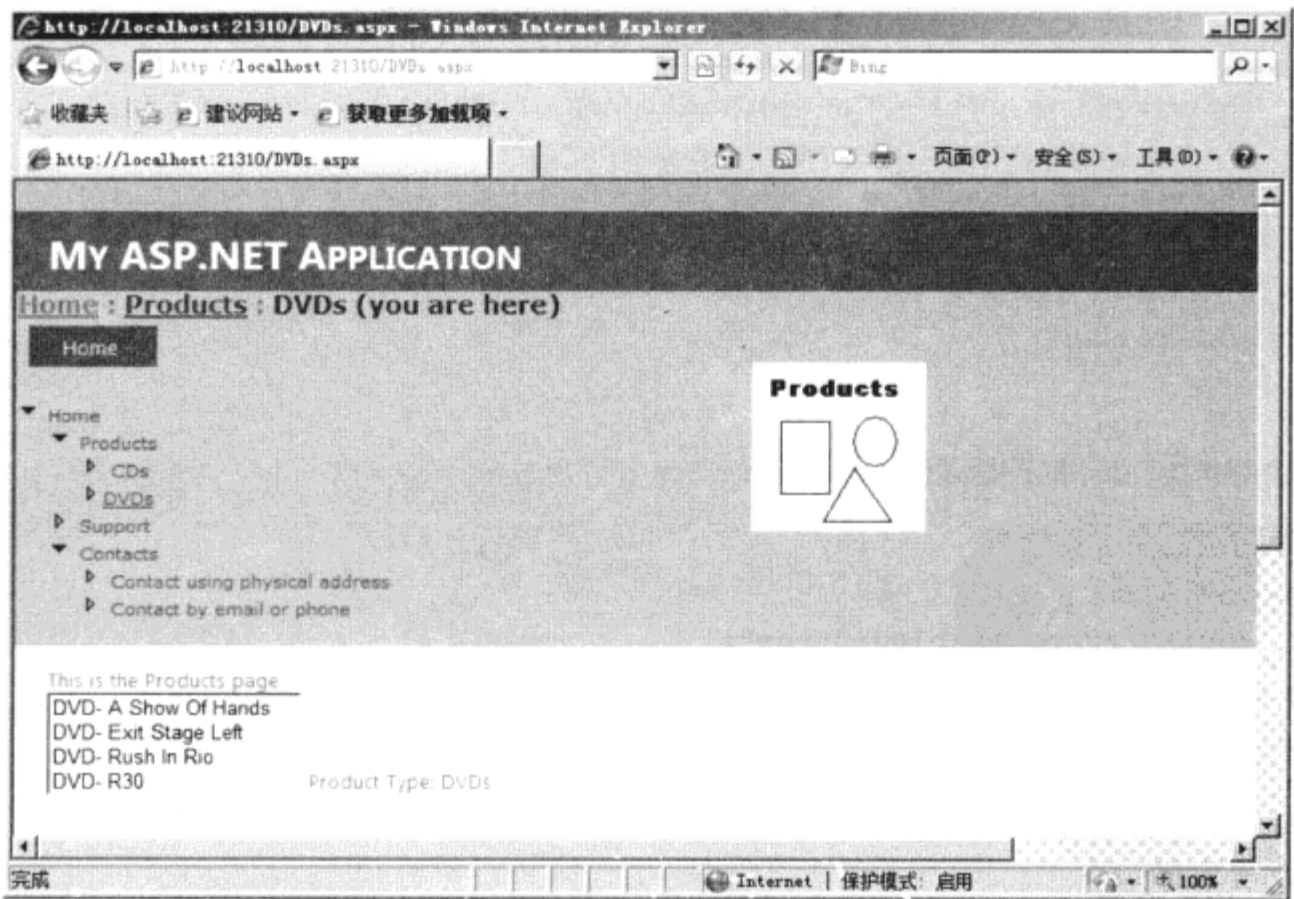 http://localhost:21310/DVDs.aspx - Windows Internet Explorer
http://localhost:21310/DVDs.aspx
Bing
收藏夹 建议网站 获取更多加载项
http://localhost:21310/DVDs.aspx 页面(P) 安全(S) 工具(O)
MY ASP.NET APPLICATION
Home : Products : DVDs (you are here)
Home
Products
Home
Products
CDs
DVDs
Support
Contacts
Contact using physical address
Contact by email or phone
This is the Products page
DVD- A Show Of Hands
DVD- Exit Stage Left
DVD- Rush In Rio
DVD- R30 Product Type: DVDs
完成 Internet | 保护模式: 启用 100%